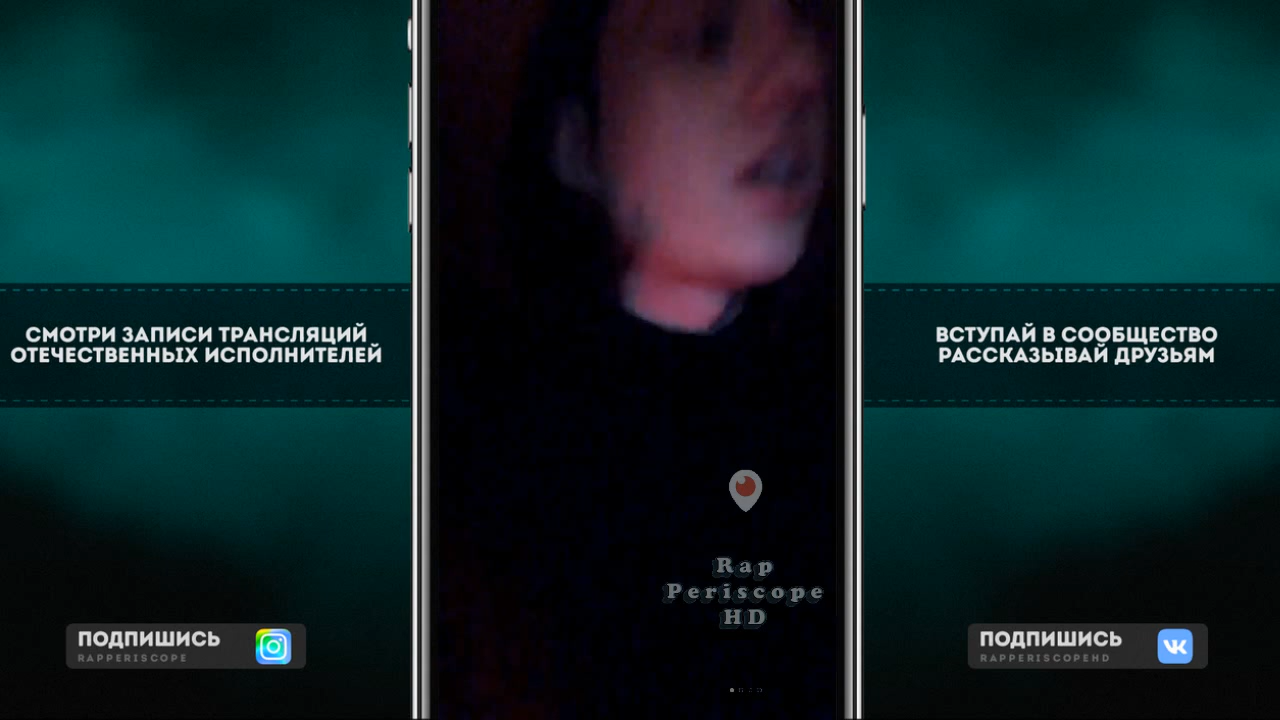 СМОТРИ ЗАПИСИ ТРАНСЛЯЦИЙ
ОТЕЧЕСТВЕННЫХ ИСПОЛНИТЕЛЕЙ
ВСТУПАЙ В СООБЩЕСТВО
РАССКАЗЫВАЙ ДРУЗЬЯМ
Rap
Periscope
HD
ПОДПИШИСЬ
RAPPERISCOPE
ПОДПИШИСЬ
RAPPERISCOPEHD